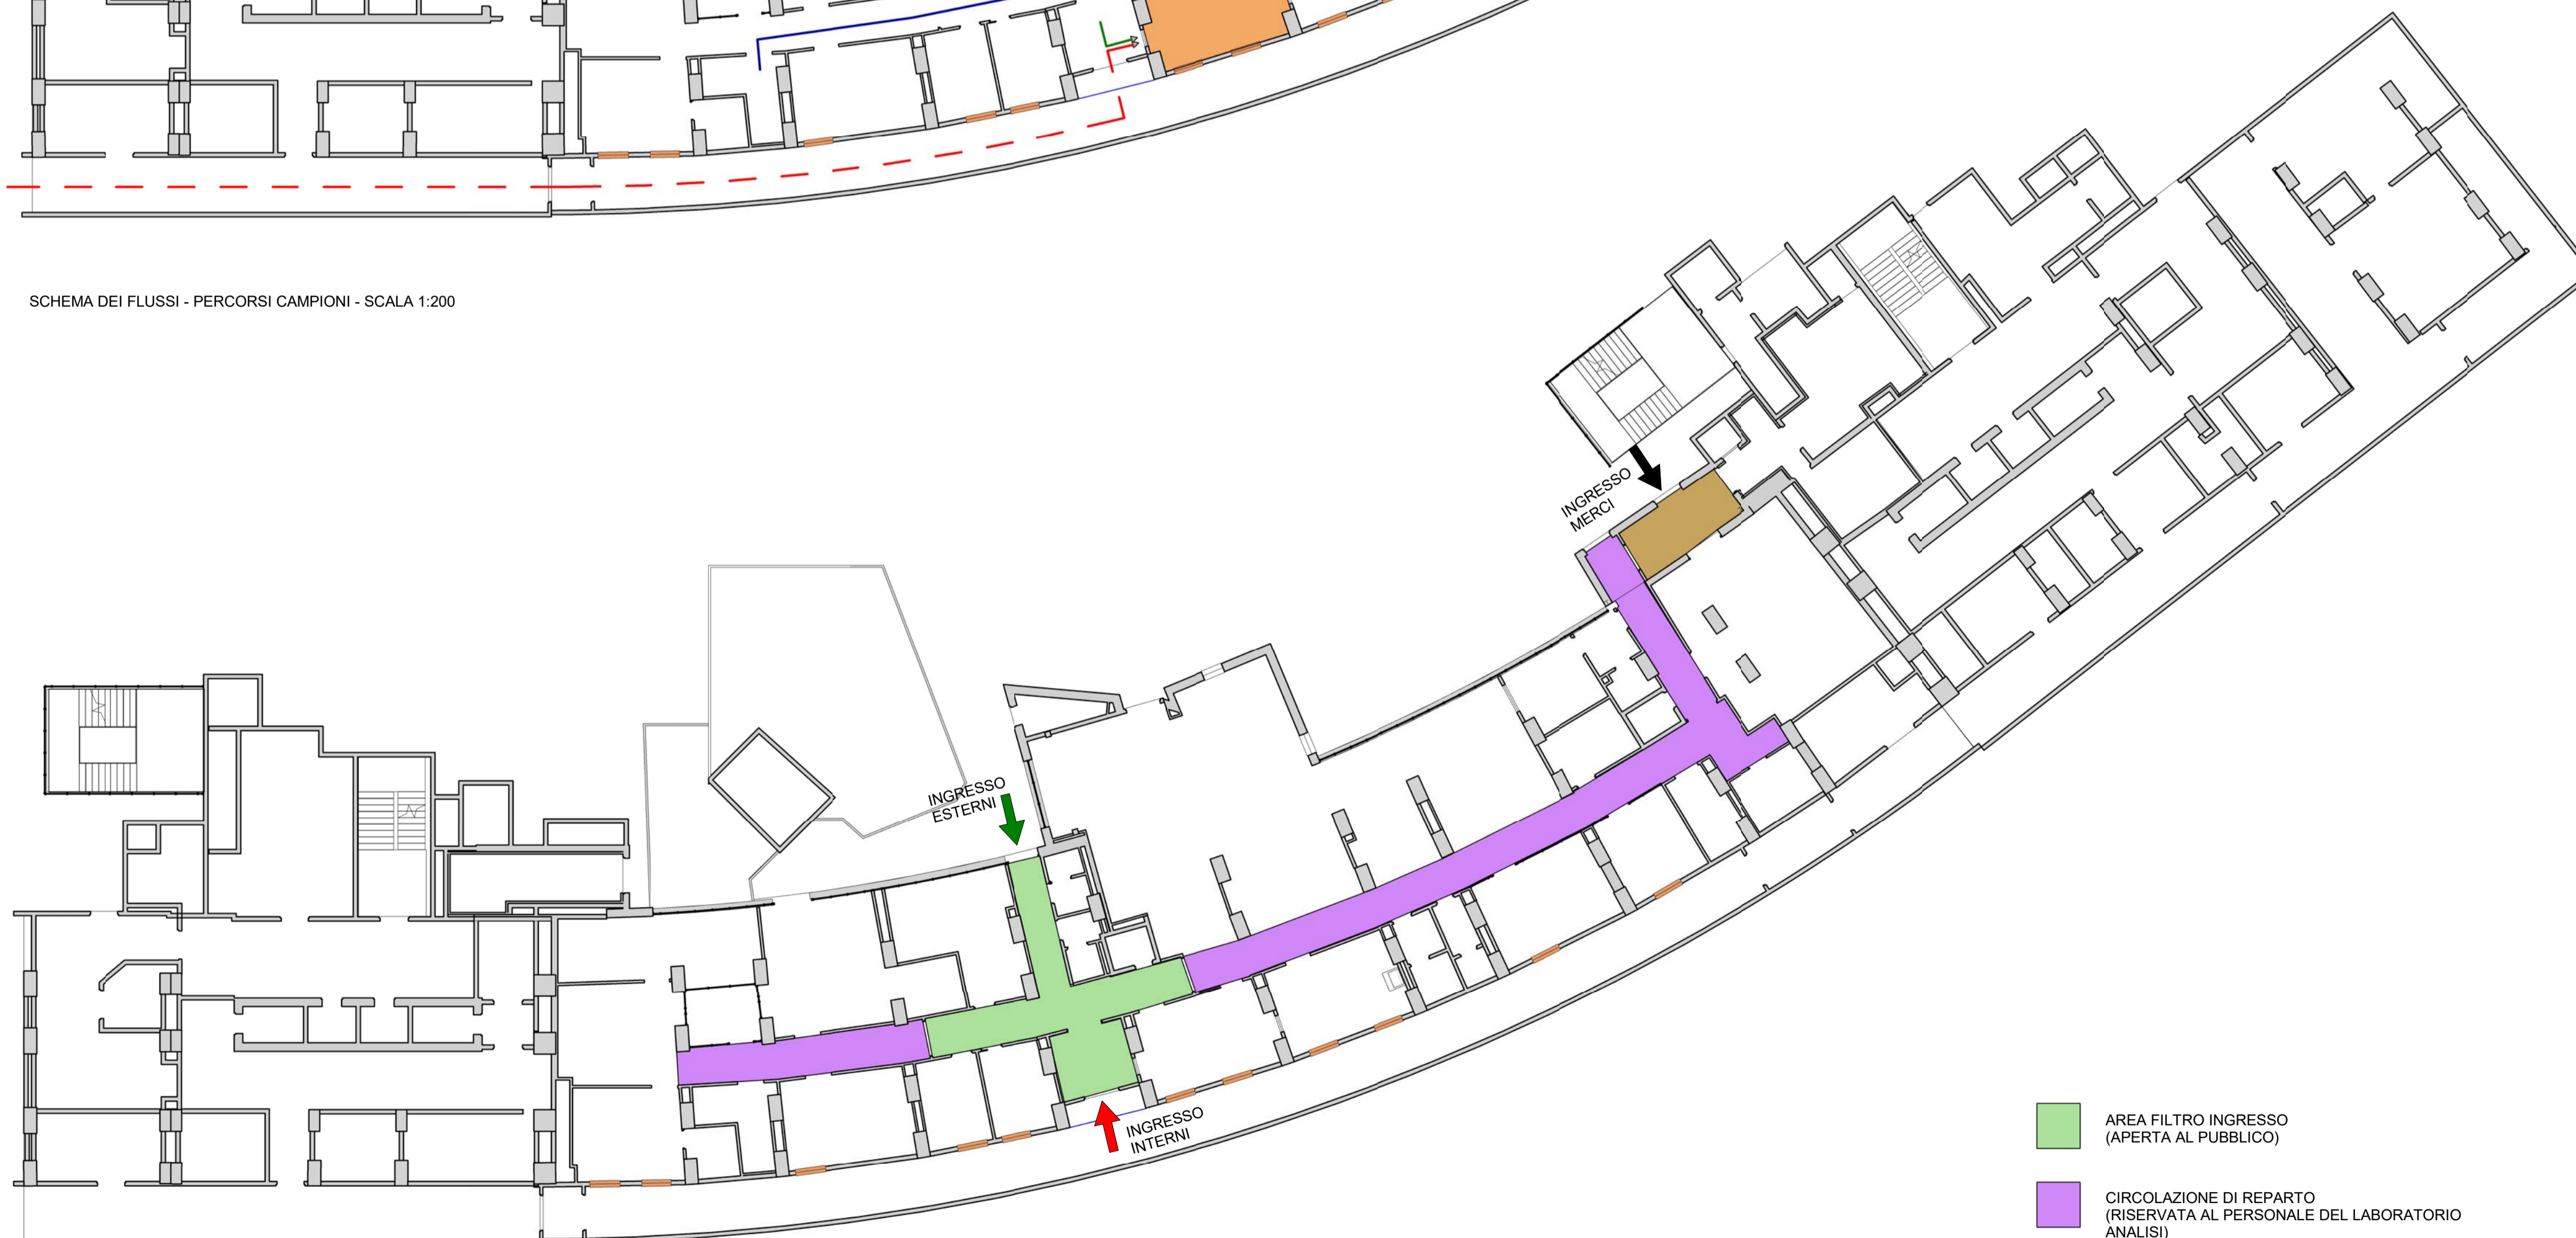 SCHEMA DEI FLUSSI - PERCORSI CAMPIONI - SCALA 1:200
INGRESSO
MERCI
INGRESSO
ESTERNI
INGRESSO
INTERNI
AREA FILTRO INGRESSO
(APERTA AL PUBBLICO)
CIRCOLAZIONE DI REPARTO
(RISERVATA AL PERSONALE DEL LABORATORIO
ANALISI)